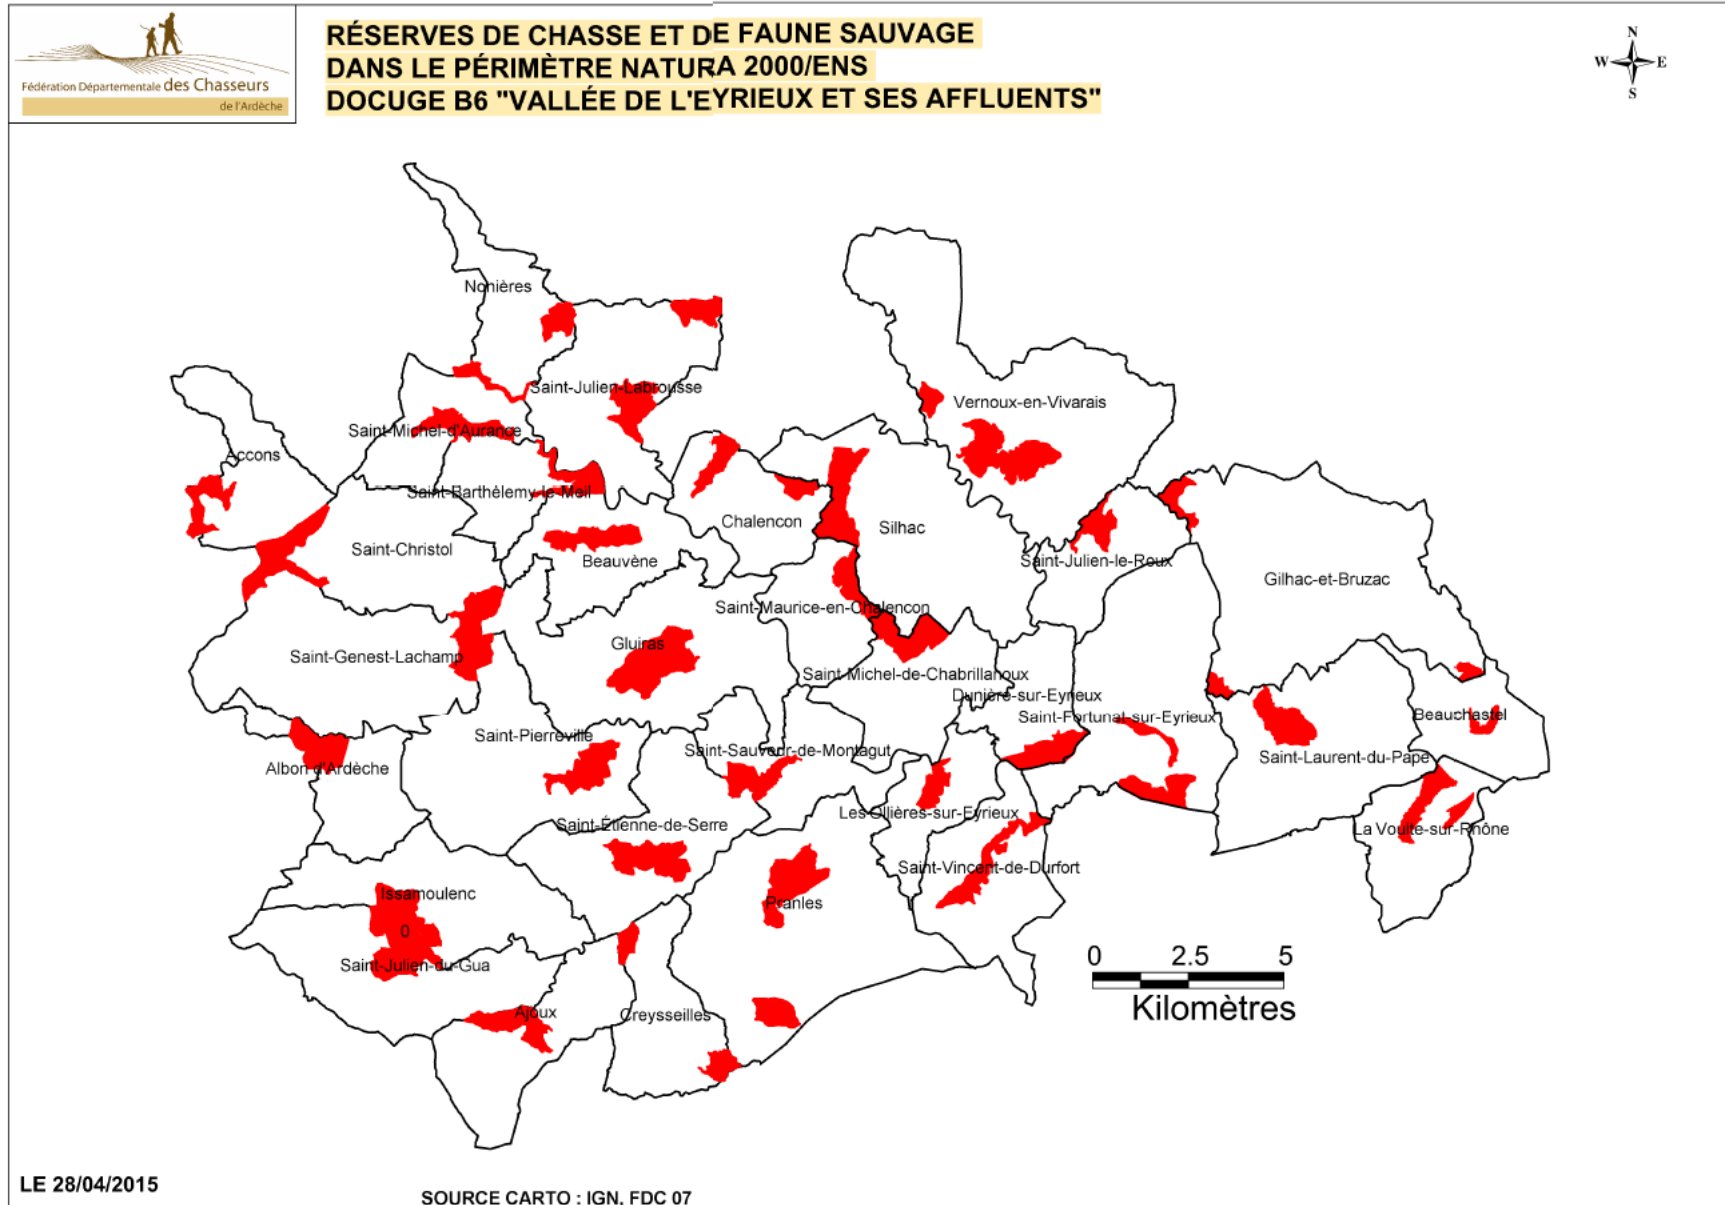 Fédération Départementale des Chasseurs
de l'Ardèche
RÉSERVES DE CHASSE ET DE FAUNE SAUVAGE
DANS LE PÉRIMÈTRE NATURA 2000/ENS
DOCUGE B6 "VALLÉE DE L'EYRIEUX ET SES AFFLUENTS"
N
W E
S
Nonières
Saint-Julien-Labrousse
Vernoux-en-Vivarais
Saint-Michel-d'Aurance
Accons
Saint-Barthélemy-le-Meil
Chalencon
Silhac
Saint-Christol
Beauvène
Saint-Julien-le-Roux
Gilhac-et-Bruzac
Saint-Maurice-en-Chalencon
Gluiras
Saint-Genest-Lachamp
Saint-Michel-de-Chabrillanoux
Dunière-sur-Eyrieux
Saint-Fortunat-sur-Eyrieux
Beauchastel
Saint-Pierreville
Saint-Sauveur-de-Montagut
Saint-Laurent-du-Pape
Albon d'Ardèche
Les Ollières-sur-Eyrieux
Saint-Étienne-de-Serre
La Voulte-sur-Rhône
Saint-Vincent-de-Durfort
Issamoulenc
Pranles
0
Saint-Julien-du-Gua
Ajoux
Creysseilles
0 2.5 5
Kilomètres
LE 28/04/2015
SOURCE CARTO : IGN, FDC 07